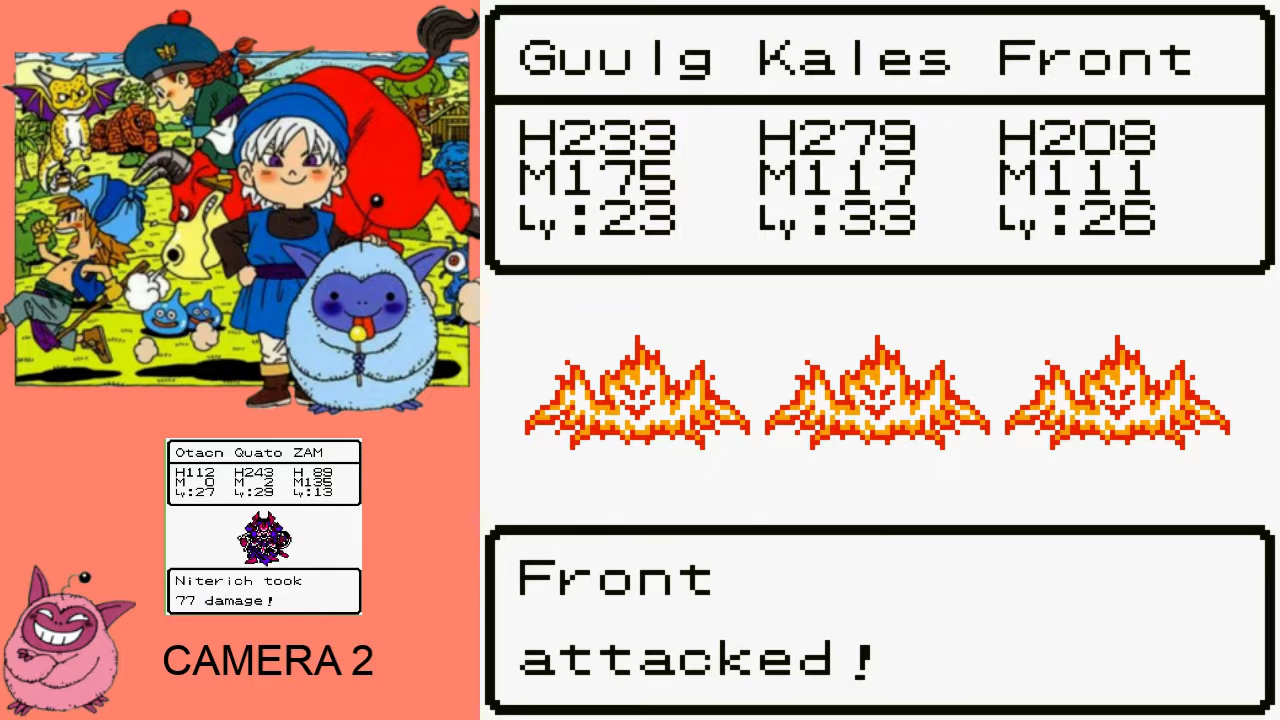 Guulg Kales Front
H233 H279 H208
M175 M117 M111
Lv:23 Lv:33 Lv:26
Front
attacked!
Otacn Quato ZAM
H112 H243 H 89
M 0 M 2 M135
Lv:27 Lv:29 Lv:13
Niterich took
77 damage!
CAMERA 2